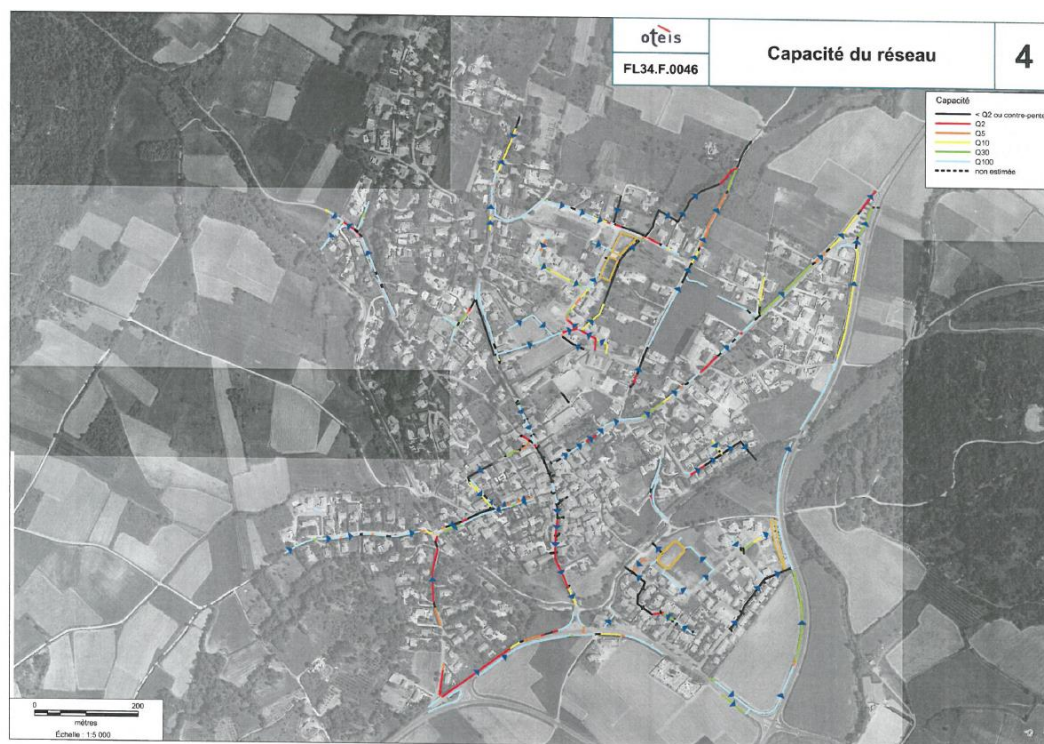 oteis
FL34.F.0046
Capacité du réseau
4
Capacité
< Q2 ou contre-pente
Q2
Q5
Q10
Q30
Q100
non estimée
0 200
mètres
Échelle : 1:5 000